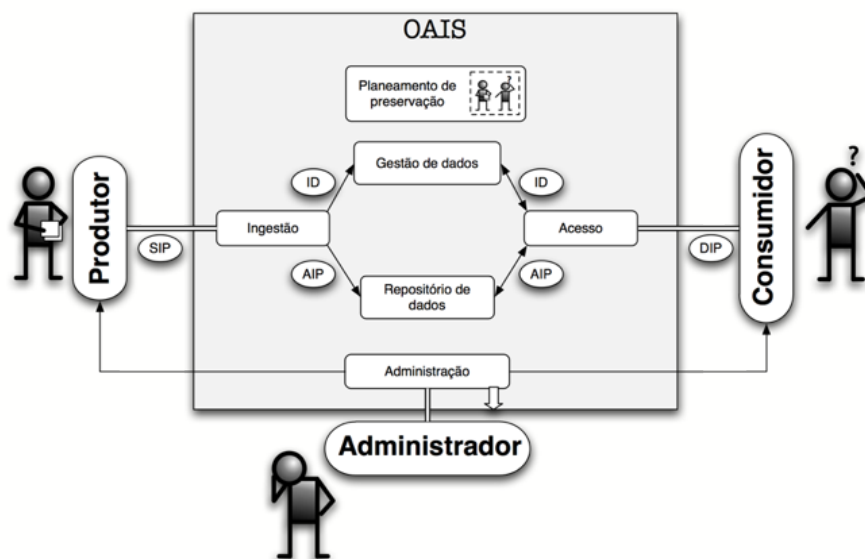 OAIS
Planeamento de
preservação
?
Gestão de dados
ID
ID
Produtor
SIP
Ingestão
Acesso
DIP
Consumidor
?
AIP
AIP
Repositório de
dados
Administração
Administrador